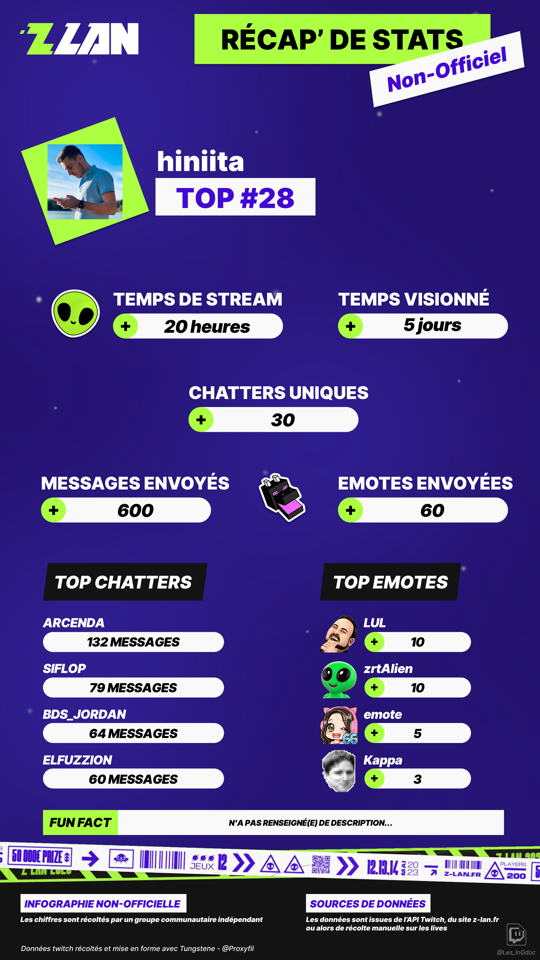 Z LAN
RÉCAP' DE STATS
Non-Officiel
hiniita
TOP #28
TEMPS DE STREAM
+ 20 heures
TEMPS VISIONNÉ
+ 5 jours
CHATTERS UNIQUES
+ 30
MESSAGES ENVOYÉS
+ 600
EMOTES ENVOYÉES
+ 60
TOP CHATTERS
ARCENDA
132 MESSAGES
SIFLOP
79 MESSAGES
BDS_JORDAN
64 MESSAGES
ELFUZZION
60 MESSAGES
TOP EMOTES
LUL
+ 10
zrtAlien
+ 10
emote
+ 5
Kappa
+ 3
FUN FACT
N'A PAS RENSEIGNÉ(E) DE DESCRIPTION...
50 000€ PRIZE $
JEUX 12
12.13.14 MAI 2023
Z-LAN.FR
PLAYERS 200
INFOGRAPHIE NON-OFFICIELLE
Les chiffres sont récoltés par un groupe communautaire indépendant
SOURCES DE DONNÉES
Les données sont issues de l'API Twitch, du site z-lan.fr
ou alors de récolte manuelle sur les lives
Données twitch récoltés et mise en forme avec Tungstene - @Proxyfil
@Les_InGdoc